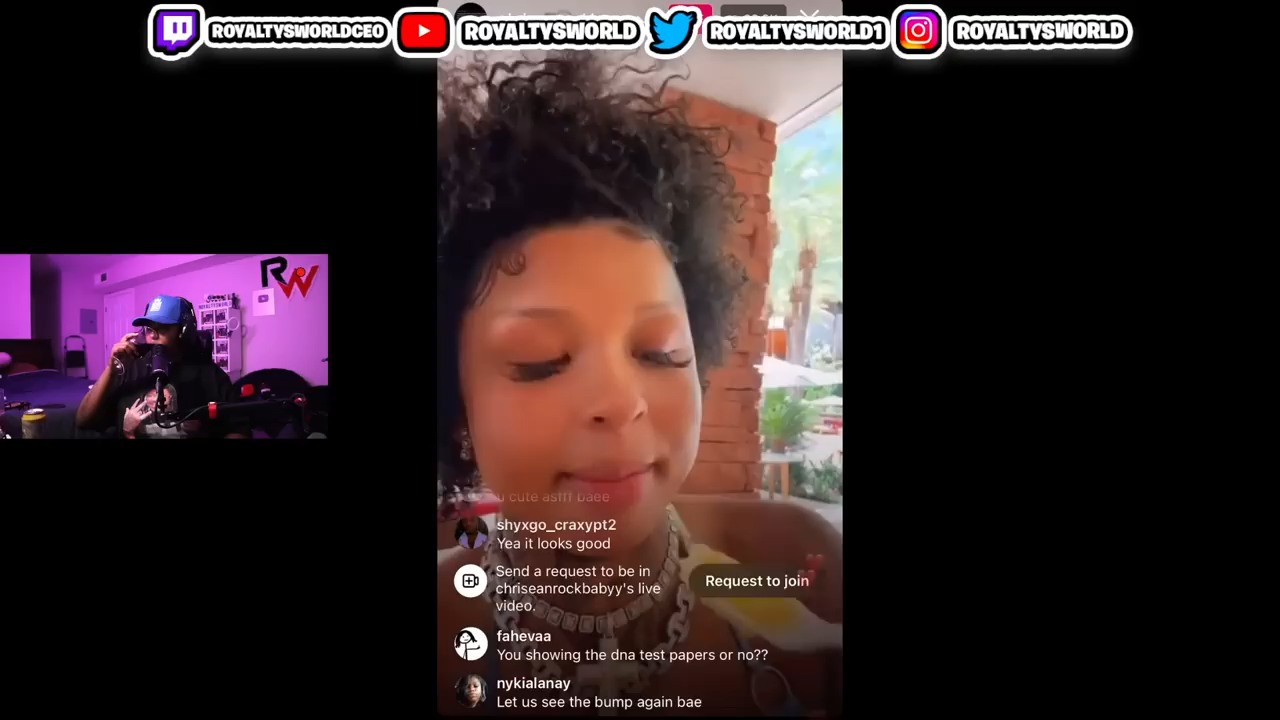 ROYALTYSWORLDCEO
ROYALTYSWORLD
ROYALTYSWORLD1
ROYALTYSWORLD
RW
cute asfff baee
shyxgo_craxypt2
Yea it looks good
Send a request to be in
chriseanrockbabyy's live
video.
Request to join
fahevaa
You showing the dna test papers or no??
nykialanay
Let us see the bump again bae